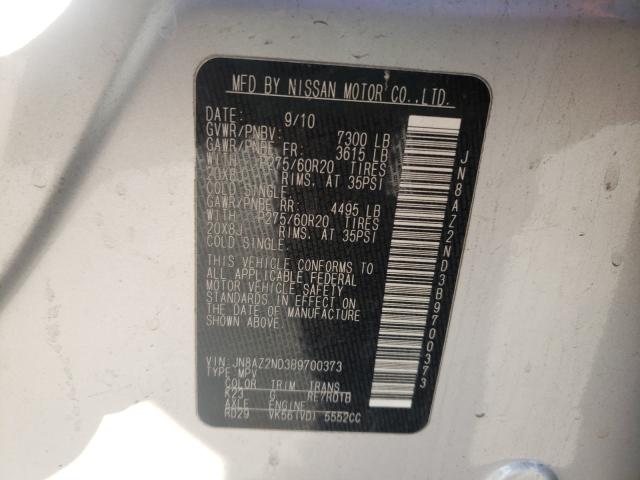 MFD BY NISSAN MOTOR CO.,LTD.
DATE: 9/10
GVWR/PNBV: 7300 LB
GAWR/PNBE FR: 3615 LB
WITH P275/60R20 TIRES
20X8J RIMS, AT 35PSI
COLD SINGLE
GAWR/PNBE RR: 4495 LB
WITH P275/60R20 TIRES
20X8J RIMS, AT 35PSI
COLD SINGLE
THIS VEHICLE CONFORMS TO
ALL APPLICABLE FEDERAL
MOTOR VEHICLE SAFETY
STANDARDS IN EFFECT ON
THE DATE OF MANUFACTURE
SHOWN ABOVE.
VIN: JN8AZ2ND3B9700373
TYPE: MPV
COLOR TRIM TRANS
K23 G RE7R01B
AXLE ENGINE
RD29 VK56(VD) 5552CC
JN8AZ2ND3B9700373